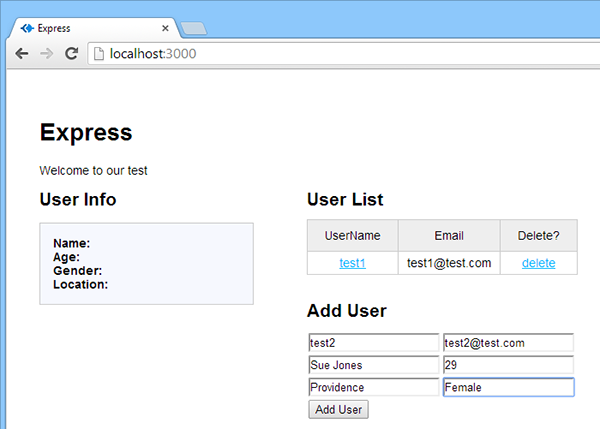 Express
localhost:3000
Express
Welcome to our test
User Info
Name:
Age:
Gender:
Location:
User List
UserName Email Delete?
test1 test1@test.com delete
Add User
test2 test2@test.com
Sue Jones 29
Providence Female
Add User